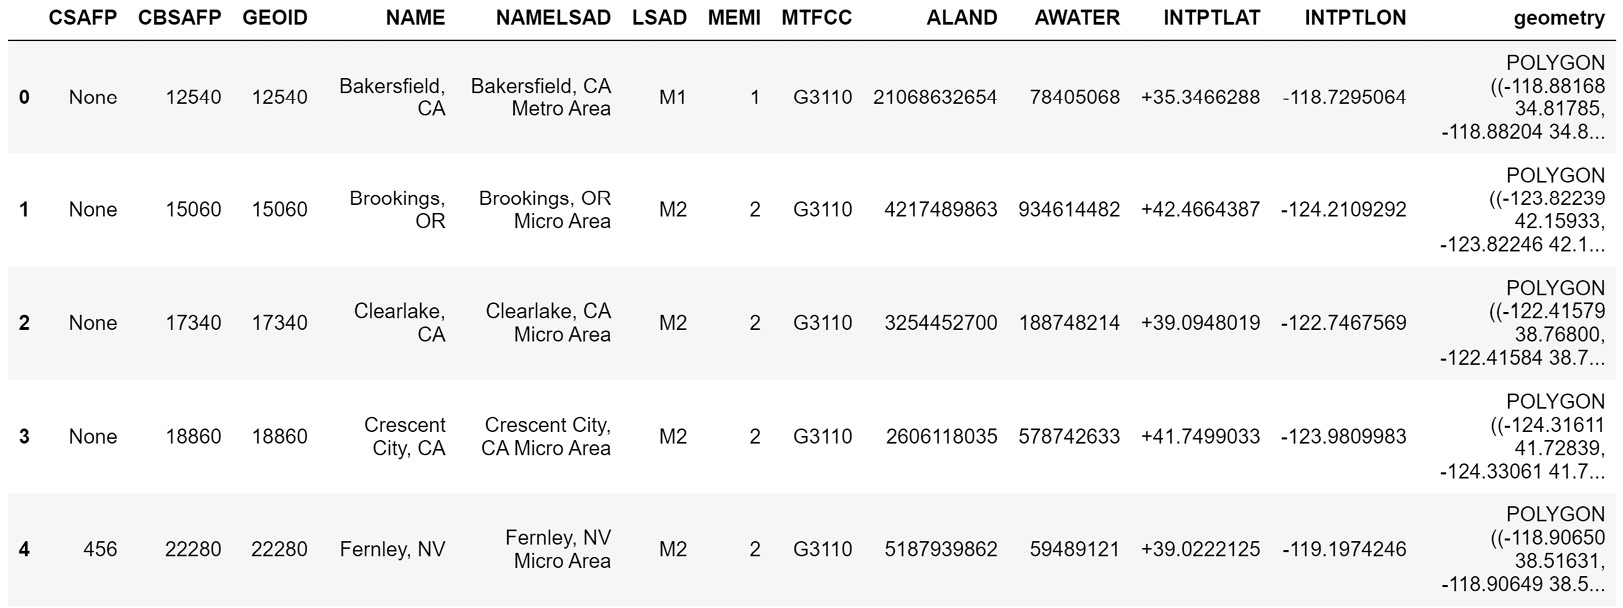 CSAFP CBSAFP GEOID NAME NAMELSAD LSAD MEMI MTFCC ALAND AWATER INTPTLAT INTPTLON geometry
0 None 12540 12540 Bakersfield, CA Bakersfield, CA Metro Area M1 1 G3110 21068632654 78405068 +35.3466288 -118.7295064 POLYGON ((-118.88168 34.81785, -118.88204 34.8...
1 None 15060 15060 Brookings, OR Brookings, OR Micro Area M2 2 G3110 4217489863 934614482 +42.4664387 -124.2109292 POLYGON ((-123.82239 42.15933, -123.82246 42.1...
2 None 17340 17340 Clearlake, CA Clearlake, CA Micro Area M2 2 G3110 3254452700 188748214 +39.0948019 -122.7467569 POLYGON ((-122.41579 38.76800, -122.41584 38.7...
3 None 18860 18860 Crescent City, CA Crescent City, CA Micro Area M2 2 G3110 2606118035 578742633 +41.7499033 -123.9809983 POLYGON ((-124.31611 41.72839, -124.33061 41.7...
4 456 22280 22280 Fernley, NV Fernley, NV Micro Area M2 2 G3110 5187939862 59489121 +39.0222125 -119.1974246 POLYGON ((-118.90650 38.51631, -118.90649 38.5...